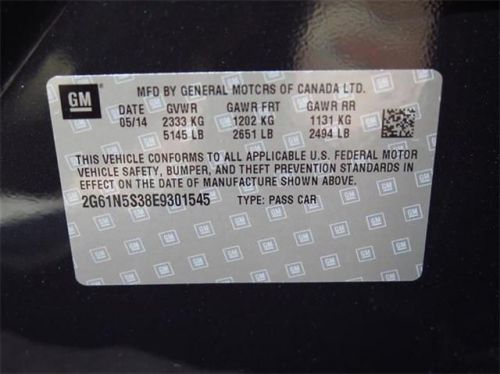 GM
MFD BY GENERAL MOTORS OF CANADA LTD.
DATE GVWR GAWR FRT GAWR RR
05/14 2333 KG 1202 KG 1131 KG
5145 LB 2651 LB 2494 LB
THIS VEHICLE CONFORMS TO ALL APPLICABLE U.S. FEDERAL MOTOR
VEHICLE SAFETY, BUMPER, AND THEFT PREVENTION STANDARDS IN
EFFECT ON THE DATE OF MANUFACTURE SHOWN ABOVE.
2G61N5S38E9301545 TYPE: PASS CAR